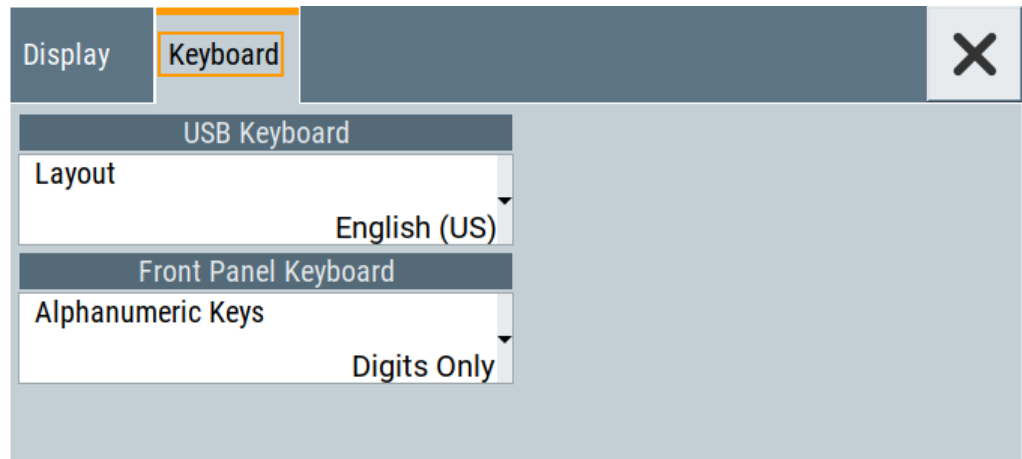 Display
Keyboard
USB Keyboard
Layout
English (US)
Front Panel Keyboard
Alphanumeric Keys
Digits Only